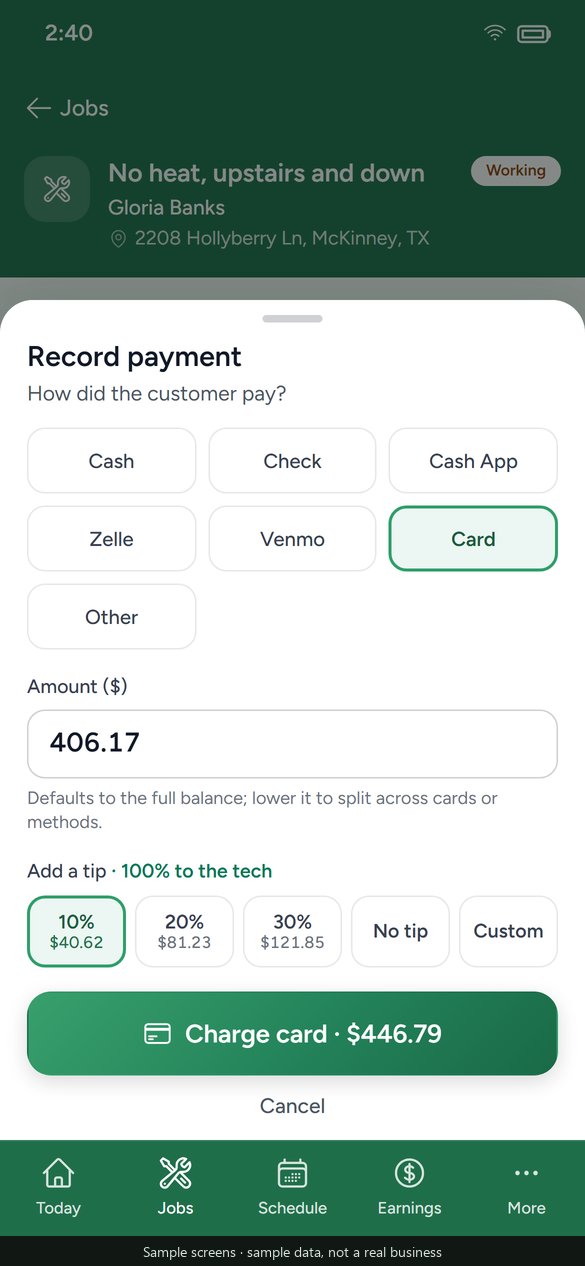 2:40
Jobs
No heat, upstairs and down
Working
Gloria Banks
2208 Hollyberry Ln, McKinney, TX
Record payment
How did the customer pay?
Cash
Check
Cash App
Zelle
Venmo
Card
Other
Amount ($)
406.17
Defaults to the full balance; lower it to split across cards or
methods.
Add a tip · 100% to the tech
10%
$40.62
20%
$81.23
30%
$121.85
No tip
Custom
Charge card · $446.79
Cancel
Today
Jobs
Schedule
Earnings
More
Sample screens · sample data, not a real business